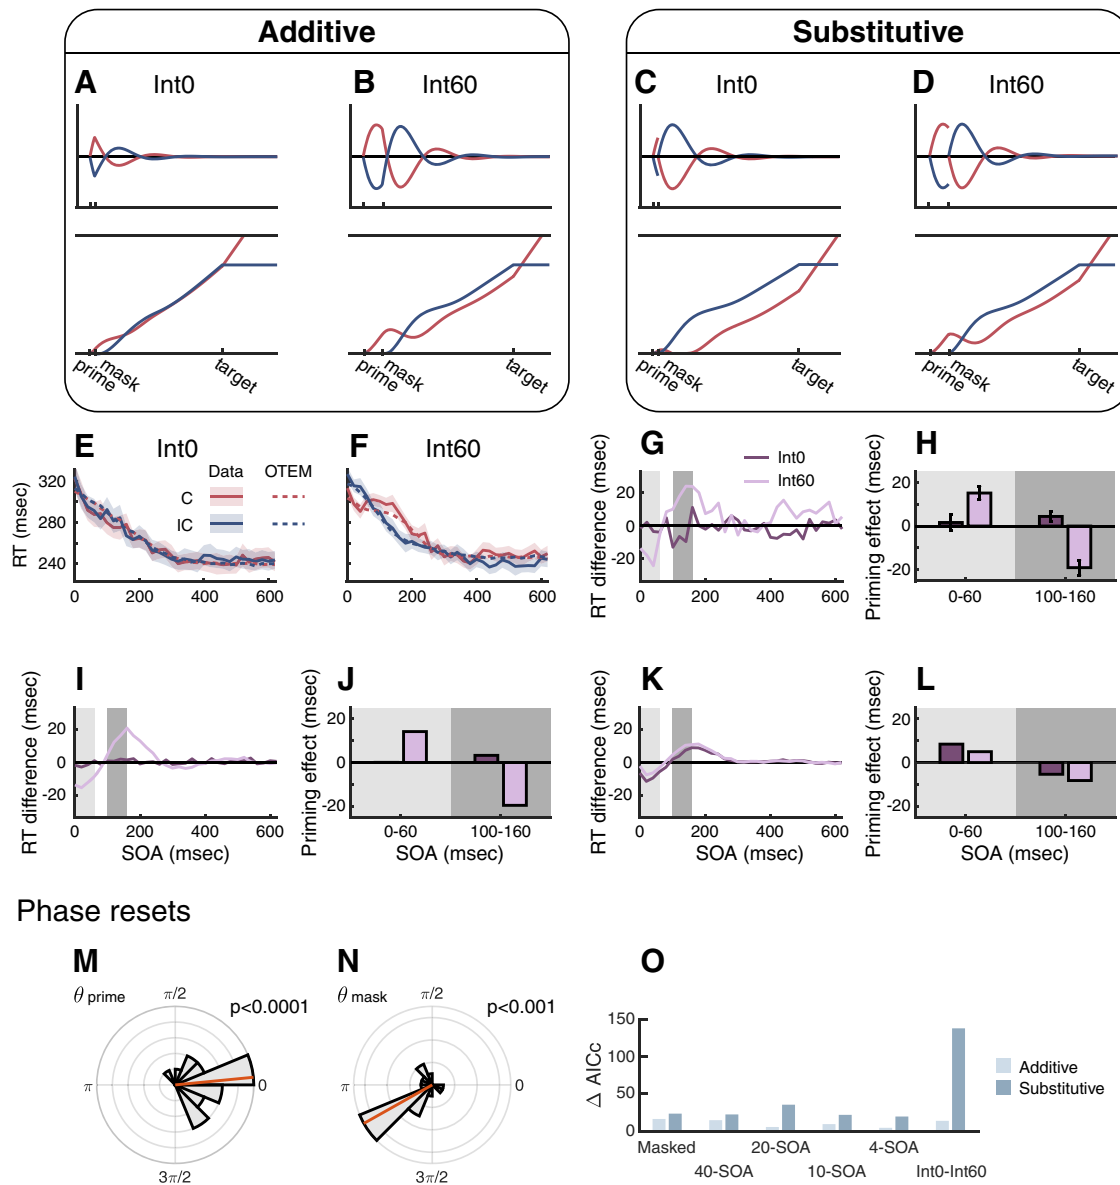 Additive
Substitutive
A Int0
B Int60
C Int0
D Int60
prime
mask
target
prime
mask
target
prime
mask
target
prime
mask
target
E Int0
RT (msec)
320
280
240
0 200 400 600
Data OTEM
C
IC
F Int60
0 200 400 600
G
Int0
Int60
RT difference (msec)
20
0
-20
0 200 400 600
H
Priming effect (msec)
20
0
-20
0-60 100-160
I
RT difference (msec)
20
0
-20
0 200 400 600
SOA (msec)
J
Priming effect (msec)
20
0
-20
0-60 100-160
SOA (msec)
K
RT difference (msec)
20
0
-20
0 200 400 600
SOA (msec)
L
Priming effect (msec)
20
0
-20
0-60 100-160
SOA (msec)
Phase resets
M
θ prime
π/2
p<0.0001
π
0
3π/2
N
θ mask
π/2
p<0.001
π
0
3π/2
O
Δ AICc
150
100
50
0
Masked 20-SOA 4-SOA
40-SOA 10-SOA Int0-Int60
Additive
Substitutive